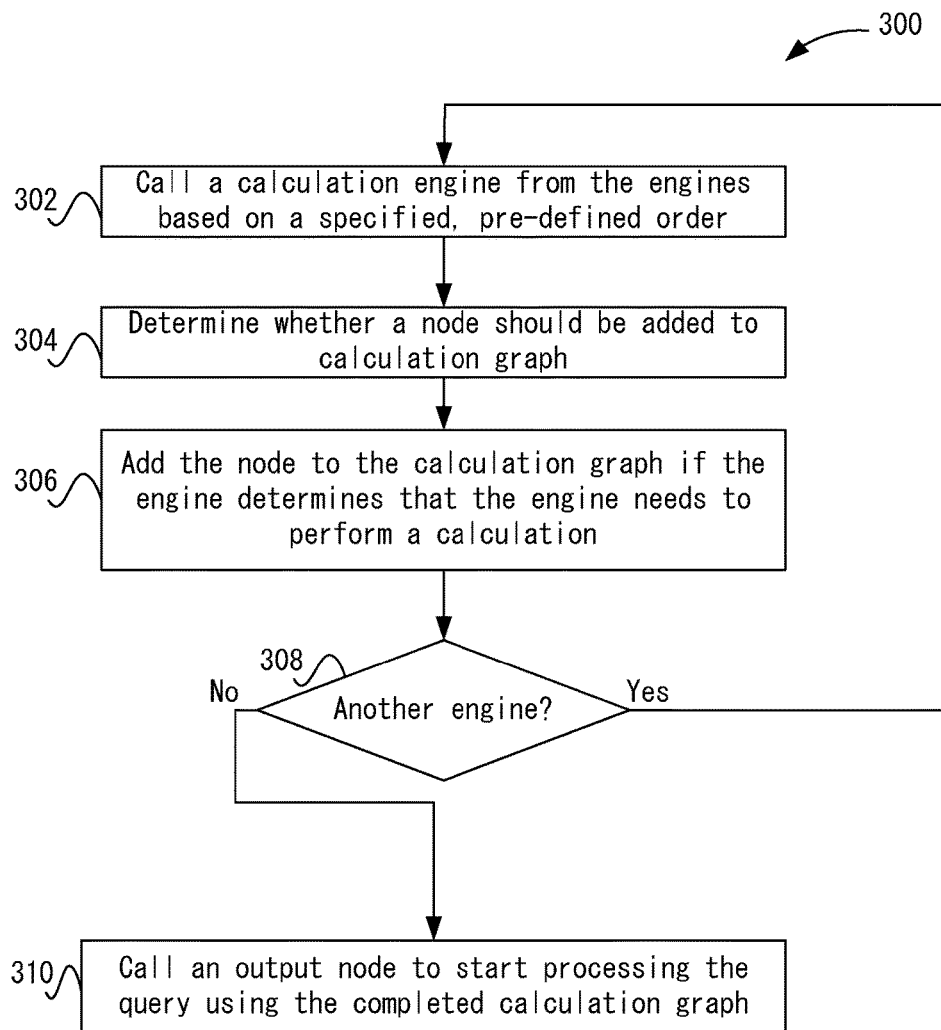 300
302
Call a calculation engine from the engines
based on a specified, pre-defined order
304
Determine whether a node should be added to
calculation graph
306
Add the node to the calculation graph if the
engine determines that the engine needs to
perform a calculation
308
No
Another engine?
Yes
310
Call an output node to start processing the
query using the completed calculation graph